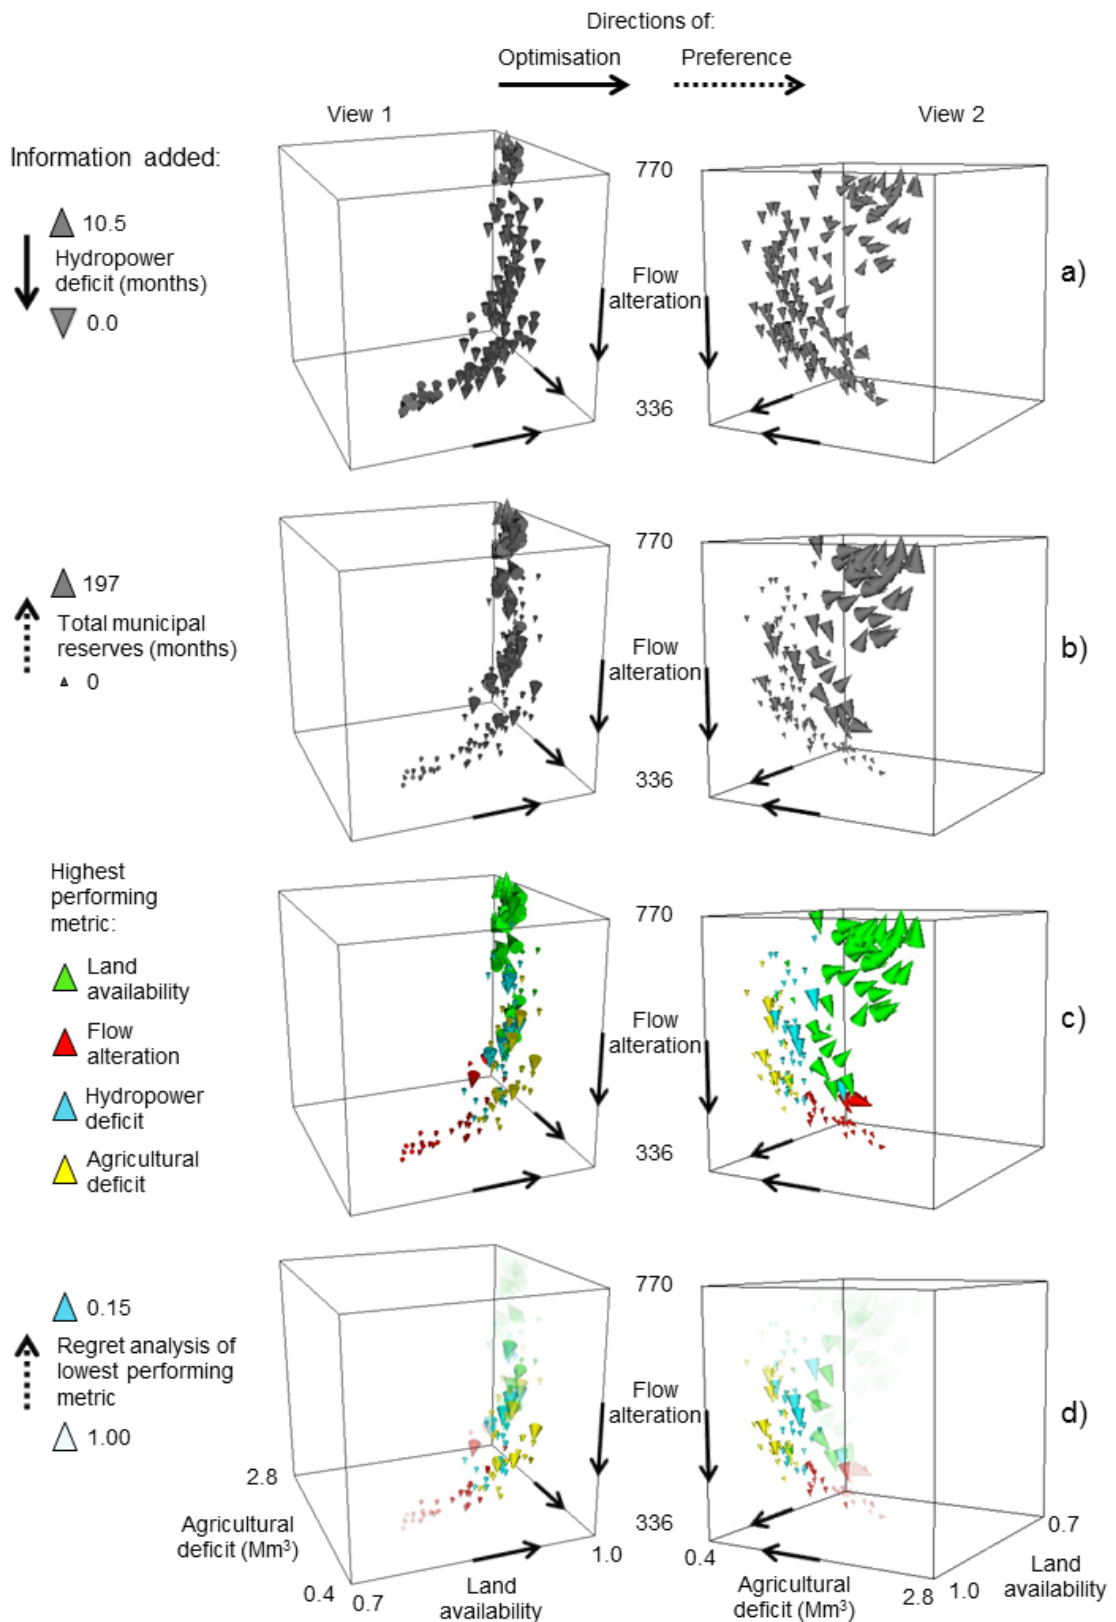 Directions of:
Optimisation
Preference
View 1
View 2
Information added:
10.5
Hydropower
deficit (months)
0.0
770
Flow
alteration
336
a)
197
Total municipal
reserves (months)
0
770
Flow
alteration
336
b)
Highest
performing
metric:
Land
availability
Flow
alteration
Hydropower
deficit
Agricultural
deficit
770
Flow
alteration
336
c)
0.15
Regret analysis of
lowest performing
metric
1.00
770
Flow
alteration
336
d)
2.8
Agricultural
deficit (Mm³)
0.4
0.7
Land
availability
1.0
0.4
Agricultural
deficit (Mm³)
2.8
1.0
Land
availability
0.7